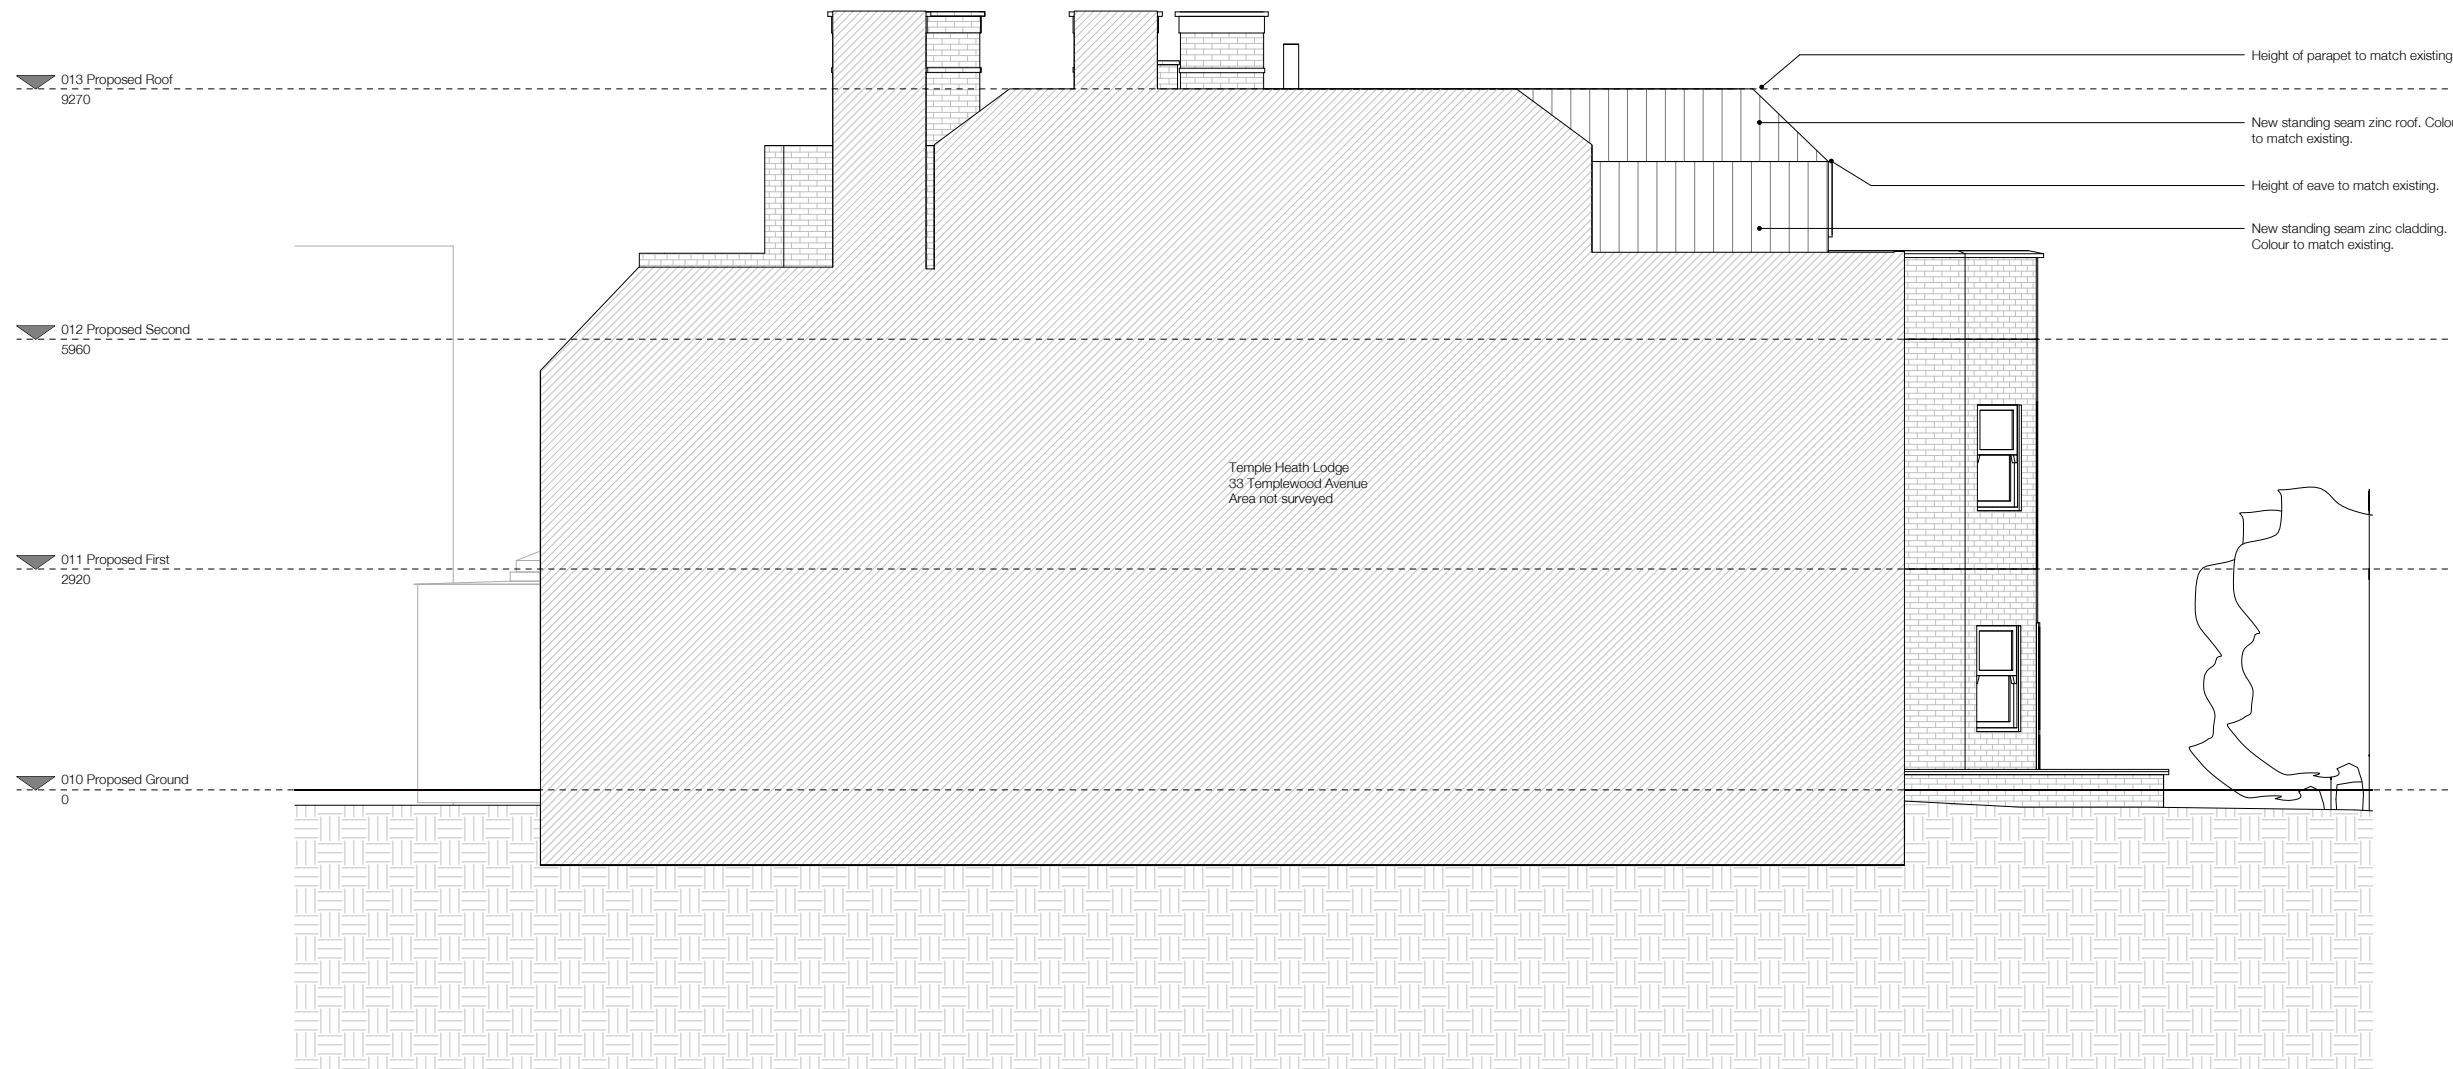 Height of parapet to match existing
013 Proposed Roof
9270
New standing seam zinc roof.
to match existing.
Height of eave to match existing.
New standing seam zinc cladding.
Colour to match existing.
012 Proposed Second
5960
Temple Heath Lodge
33 Templewood Avenue
Area not surveyed
011 Proposed First
2920
010 Proposed Ground
0